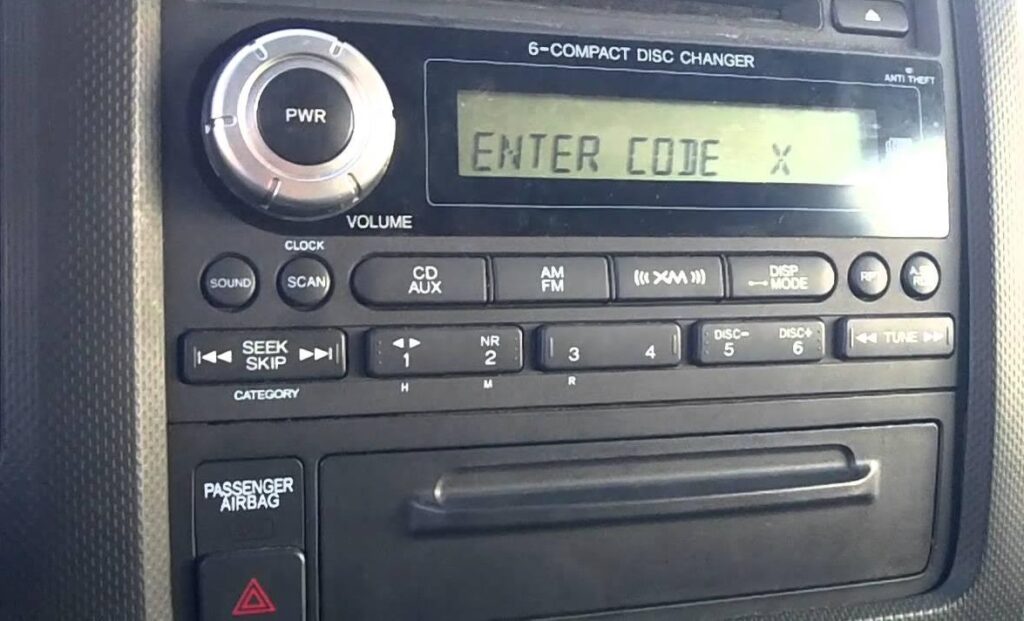 6-COMPACT DISC CHANGER
ANTI THEFT
PWR
ENTER CODE X
VOLUME
CLOCK
SOUND
SCAN
CD
AUX
AM
FM
XM
DISP
MODE
RPT
SEEK
SKIP
CATEGORY
1
NR
2
3
4
DISC-
5
DISC+
6
TUNE
H
M
R
PASSENGER
AIRBAG